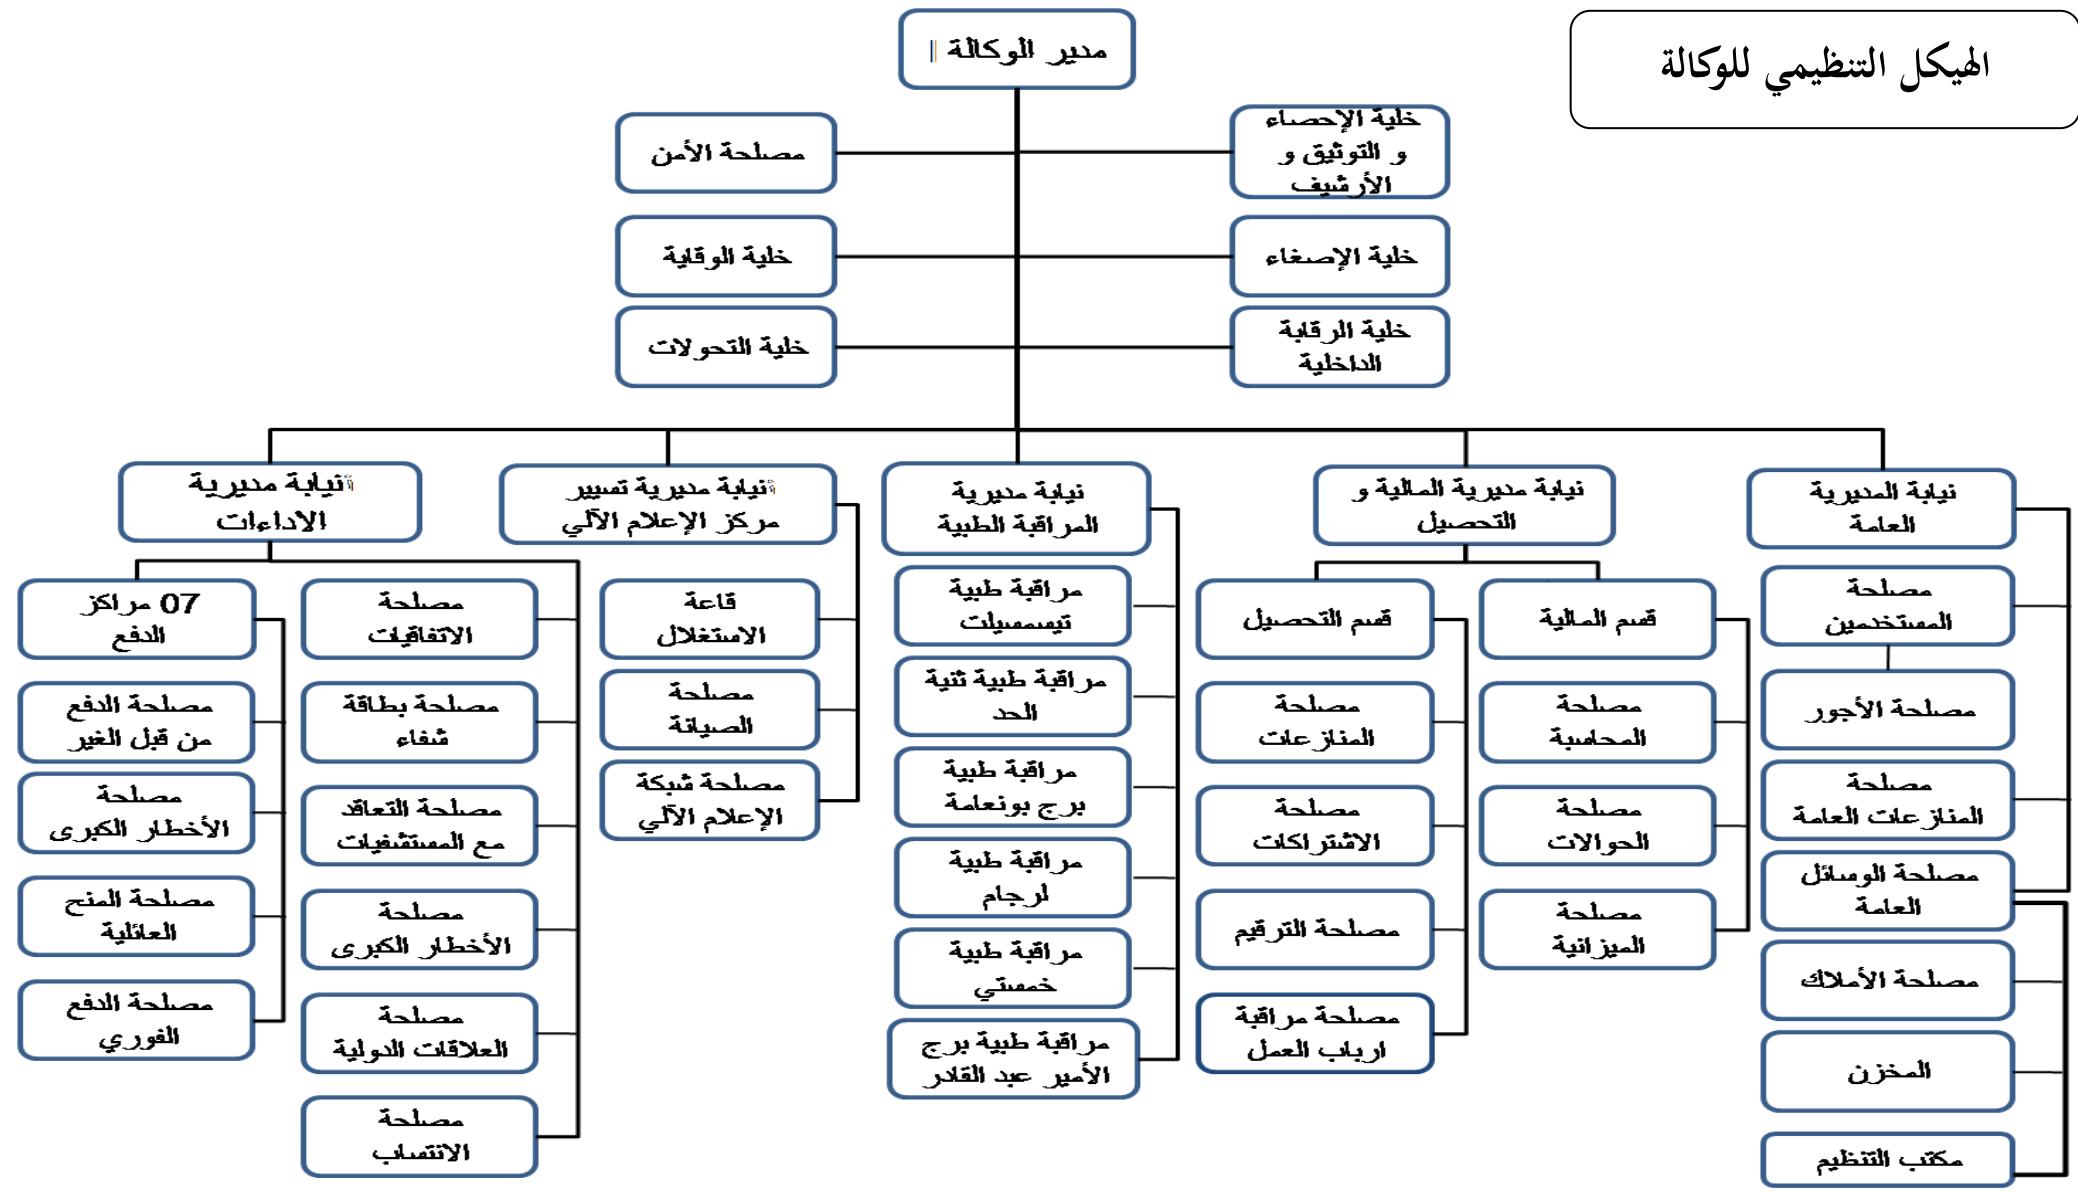 الهيكل التنظيمي للوكالة
مدير الوكالة
خلية الإحصاء
و التوثيق و
الأرشيف
مصلحة الأمن
خلية الإصغاء
خلية الوقاية
خلية الرقابة
الداخلية
خلية التحولات
نيابة المديرية
العامة
نيابة مديرية المالية و
التحصيل
نيابة مديرية
المراقبة الطبية
نيابة مديرية تسيير
مركز الإعلام الآلي
نيابة مديرية
الاداءات
مصلحة
المستخدمين
مصلحة الأجور
مصلحة
المنازعات العامة
مصلحة الوسائل
العامة
مصلحة الأملاك
المخزن
مكتب التنظيم
قسم المالية
مصلحة
المحاسبة
مصلحة
الحوالات
مصلحة
الميزانية
قسم التحصيل
مصلحة
المنازعات
مصلحة
الاشتراكات
مصلحة الترقيم
مصلحة مراقبة
ارباب العمل
مراقبة طبية
تيسمسيلت
مراقبة طبية ثنية
الحد
مراقبة طبية
برج بونعامة
مراقبة طبية
لرجام
مراقبة طبية
خمستي
مراقبة طبية برج
الأمير عبد القادر
قاعة
الاستغلال
مصلحة
الصيانة
مصلحة شبكة
الإعلام الآلي
مصلحة
الاتفاقيات
مصلحة بطاقة
شفاء
مصلحة التعاقد
مع المستشفيات
مصلحة
الأخطار الكبرى
مصلحة
العلاقات الدولية
مصلحة
الانتساب
07 مراكز
الدفع
مصلحة الدفع
من قبل الغير
مصلحة
الأخطار الكبرى
مصلحة المنح
العائلية
مصلحة الدفع
الفوري